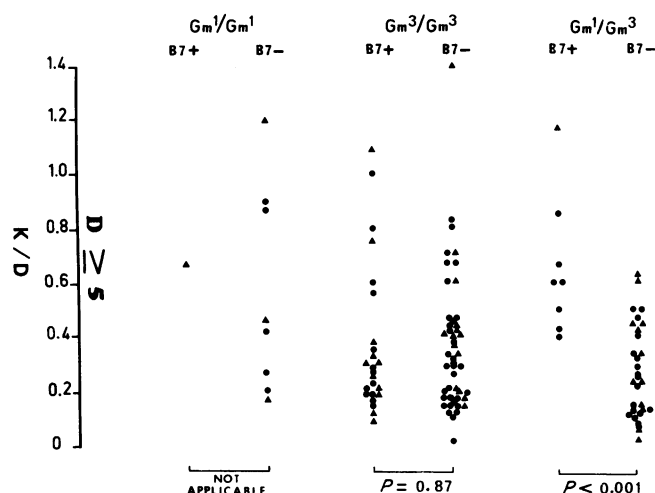 Gm¹/Gm¹ Gm³/Gm³ Gm¹/Gm³
B7+ B7− B7+ B7− B7+ B7−
1.4
1.2
1.0
0.8
0.6
0.4
0.2
0
K/D
D ≥ 5
NOT APPLICABLE
P = 0.87
P < 0.001